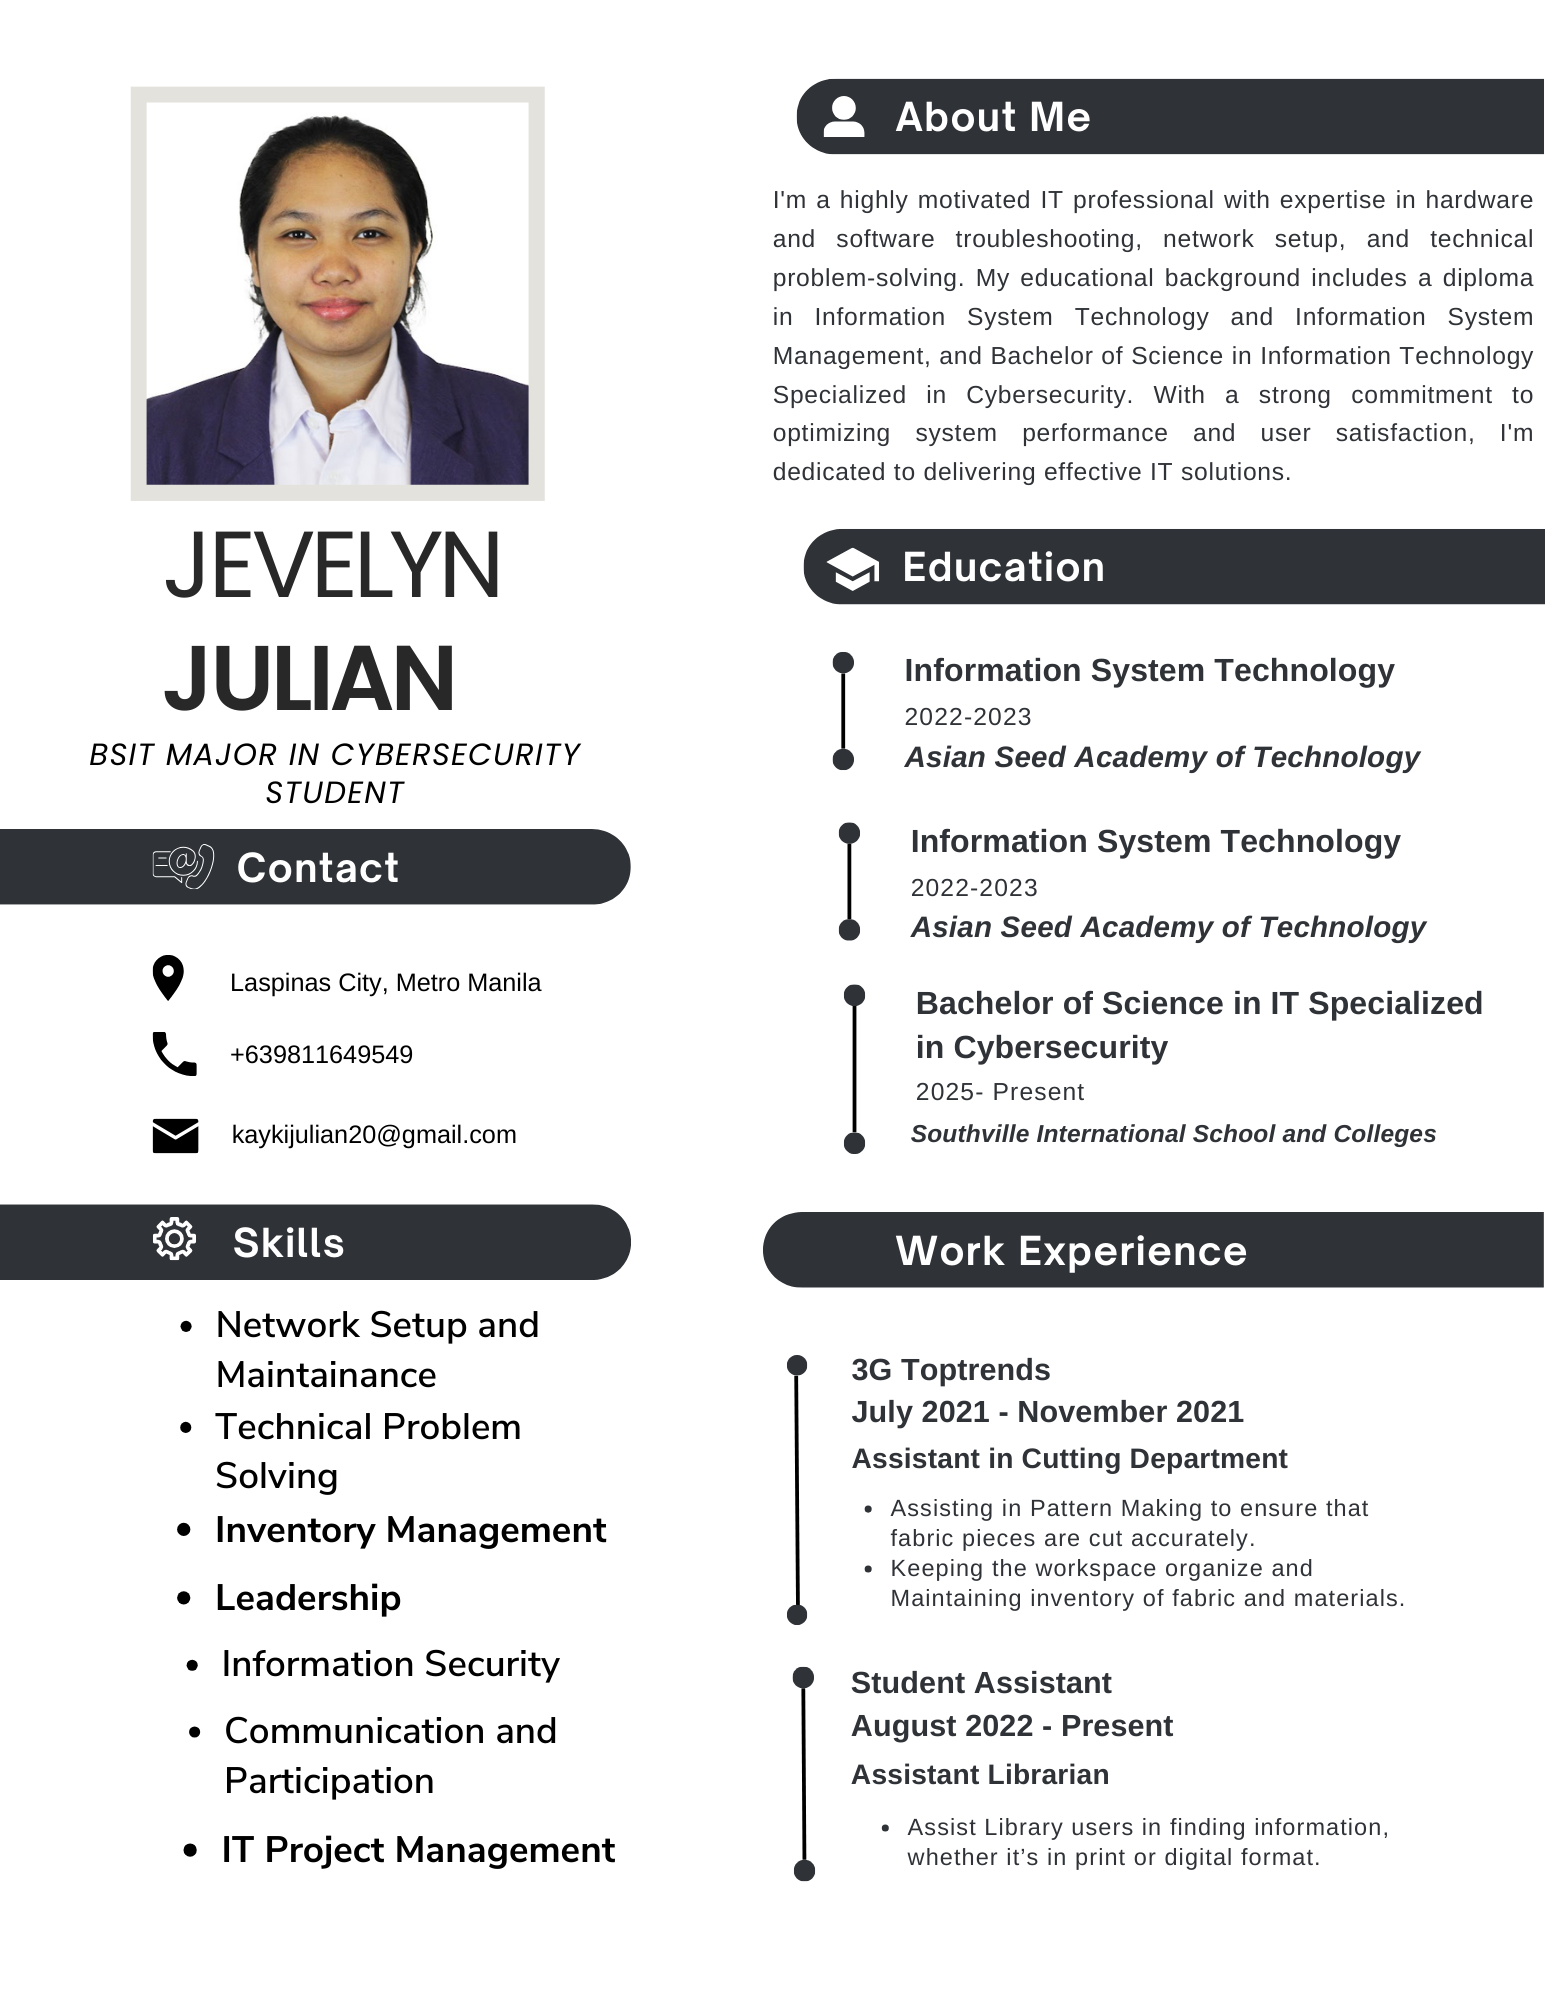 JEVELYN
JULIAN
BSIT MAJOR IN CYBERSECURITY
STUDENT
Contact
Laspinas City, Metro Manila
+639811649549
kaykijulian20@gmail.com
Skills
• Network Setup and
Maintainance
• Technical Problem
Solving
• Inventory Management
• Leadership
• Information Security
• Communication and
Participation
• IT Project Management
About Me
I'm a highly motivated IT professional with expertise in hardware
and software troubleshooting, network setup, and technical
problem-solving. My educational background includes a diploma
in Information System Technology and Information System
Management, and Bachelor of Science in Information Technology
Specialized in Cybersecurity. With a strong commitment to
optimizing system performance and user satisfaction, I'm
dedicated to delivering effective IT solutions.
Education
Information System Technology
2022-2023
Asian Seed Academy of Technology
Information System Technology
2022-2023
Asian Seed Academy of Technology
Bachelor of Science in IT Specialized
in Cybersecurity
2025- Present
Southville International School and Colleges
Work Experience
3G Toptrends
July 2021 - November 2021
Assistant in Cutting Department
• Assisting in Pattern Making to ensure that
fabric pieces are cut accurately.
• Keeping the workspace organize and
Maintaining inventory of fabric and materials.
Student Assistant
August 2022 - Present
Assistant Librarian
• Assist Library users in finding information,
whether it’s in print or digital format.